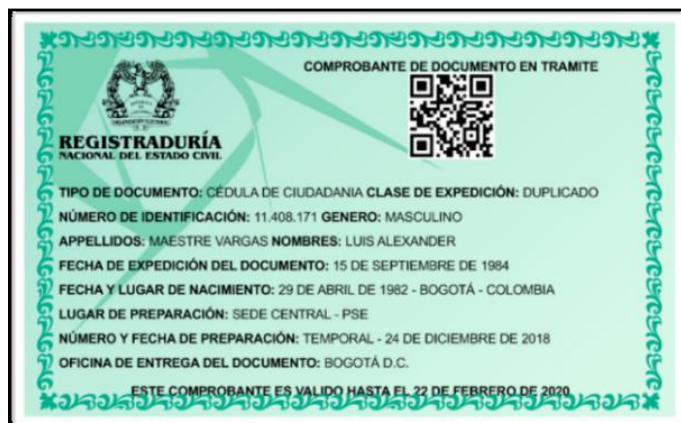 COMPROBANTE DE DOCUMENTO EN TRAMITE
REGISTRADURÍA
NACIONAL DEL ESTADO CIVIL
TIPO DE DOCUMENTO: CÉDULA DE CIUDADANIA CLASE DE EXPEDICIÓN: DUPLICADO
NÚMERO DE IDENTIFICACIÓN: 11.408.171 GENERO: MASCULINO
APPELLIDOS: MAESTRE VARGAS NOMBRES: LUIS ALEXANDER
FECHA DE EXPEDICIÓN DEL DOCUMENTO: 15 DE SEPTIEMBRE DE 1984
FECHA Y LUGAR DE NACIMIENTO: 29 DE ABRIL DE 1982 - BOGOTÁ - COLOMBIA
LUGAR DE PREPARACIÓN: SEDE CENTRAL - PSE
NÚMERO Y FECHA DE PREPARACIÓN: TEMPORAL - 24 DE DICIEMBRE DE 2018
OFICINA DE ENTREGA DEL DOCUMENTO: BOGOTÁ D.C.
ESTE COMPROBANTE ES VALIDO HASTA EL 22 DE FEBRERO DE 2020